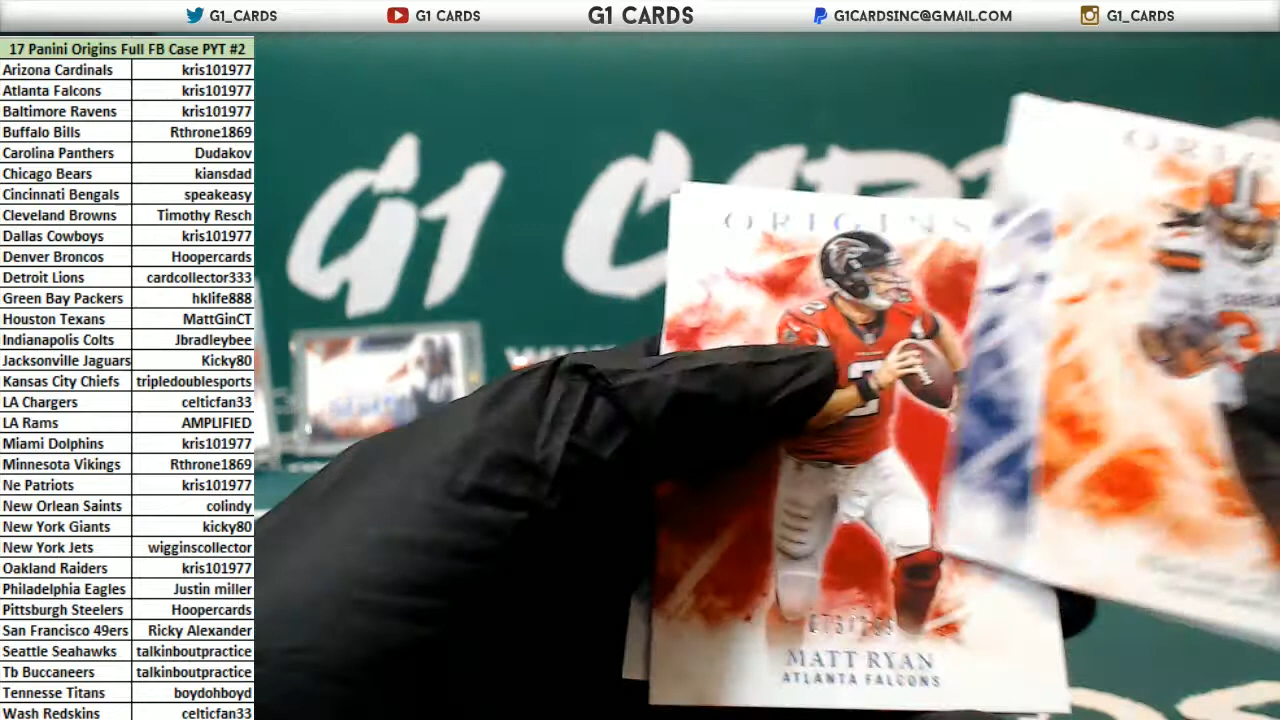 G1_CARDS
G1 CARDS
G1 CARDS
G1CARDSINC@GMAIL.COM
G1_CARDS
17 Panini Origins Full FB Case PYT #2
Arizona Cardinals kris101977
Atlanta Falcons kris101977
Baltimore Ravens kris101977
Buffalo Bills Rthrone1869
Carolina Panthers Dudakov
Chicago Bears kiansdad
Cincinnati Bengals speakeasy
Cleveland Browns Timothy Resch
Dallas Cowboys kris101977
Denver Broncos Hoopercards
Detroit Lions cardcollector333
Green Bay Packers hklife888
Houston Texans MattGinCT
Indianapolis Colts Jbradleybee
Jacksonville Jaguars Kicky80
Kansas City Chiefs tripledoublesports
LA Chargers celticfan33
LA Rams AMPLIFIED
Miami Dolphins kris101977
Minnesota Vikings Rthrone1869
Ne Patriots kris101977
New Orlean Saints colindy
New York Giants kicky80
New York Jets wigginscollector
Oakland Raiders kris101977
Philadelphia Eagles Justin miller
Pittsburgh Steelers Hoopercards
San Francisco 49ers Ricky Alexander
Seattle Seahawks talkinboutpractice
Tb Buccaneers talkinboutpractice
Tennesse Titans boydohboyd
Wash Redskins celticfan33
G1
ORIGINS
MATT RYAN
ATLANTA FALCONS